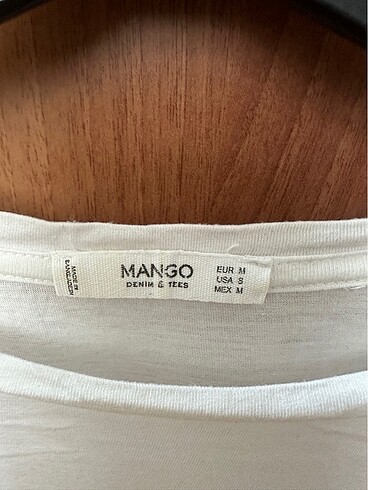 MADE IN
BANGLADESH
MANGO
DENIM & TEES
EUR M
USA S
MEX M